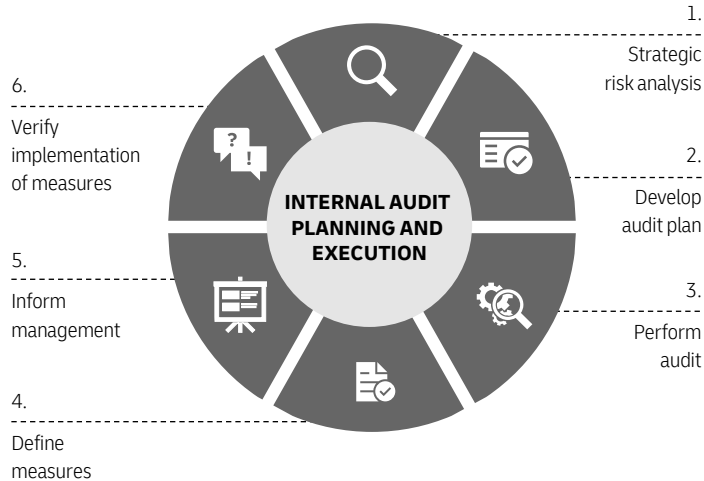 1.
Strategic
risk analysis
2.
Develop
audit plan
3.
Perform
audit
4.
Define
measures
5.
Inform
management
6.
Verify
implementation
of measures
INTERNAL AUDIT
PLANNING AND
EXECUTION
?
!